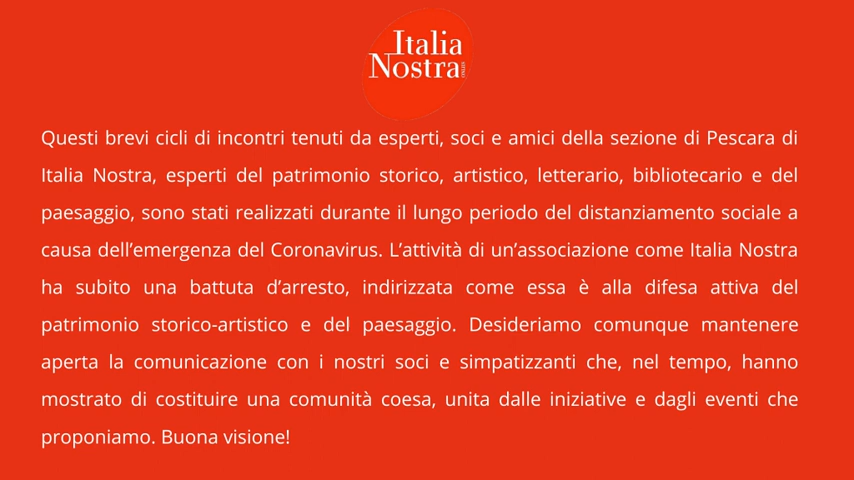 Italia
Nostra
Questi brevi cicli di incontri tenuti da esperti, soci e amici della sezione di Pescara di
Italia Nostra, esperti del patrimonio storico, artistico, letterario, bibliotecario e del
paesaggio, sono stati realizzati durante il lungo periodo del distanziamento sociale a
causa dell’emergenza del Coronavirus. L’attività di un’associazione come Italia Nostra
ha subito una battuta d’arresto, indirizzata come essa è alla difesa attiva del
patrimonio storico-artistico e del paesaggio. Desideriamo comunque mantenere
aperta la comunicazione con i nostri soci e simpatizzanti che, nel tempo, hanno
mostrato di costituire una comunità coesa, unita dalle iniziative e dagli eventi che
proponiamo. Buona visione!